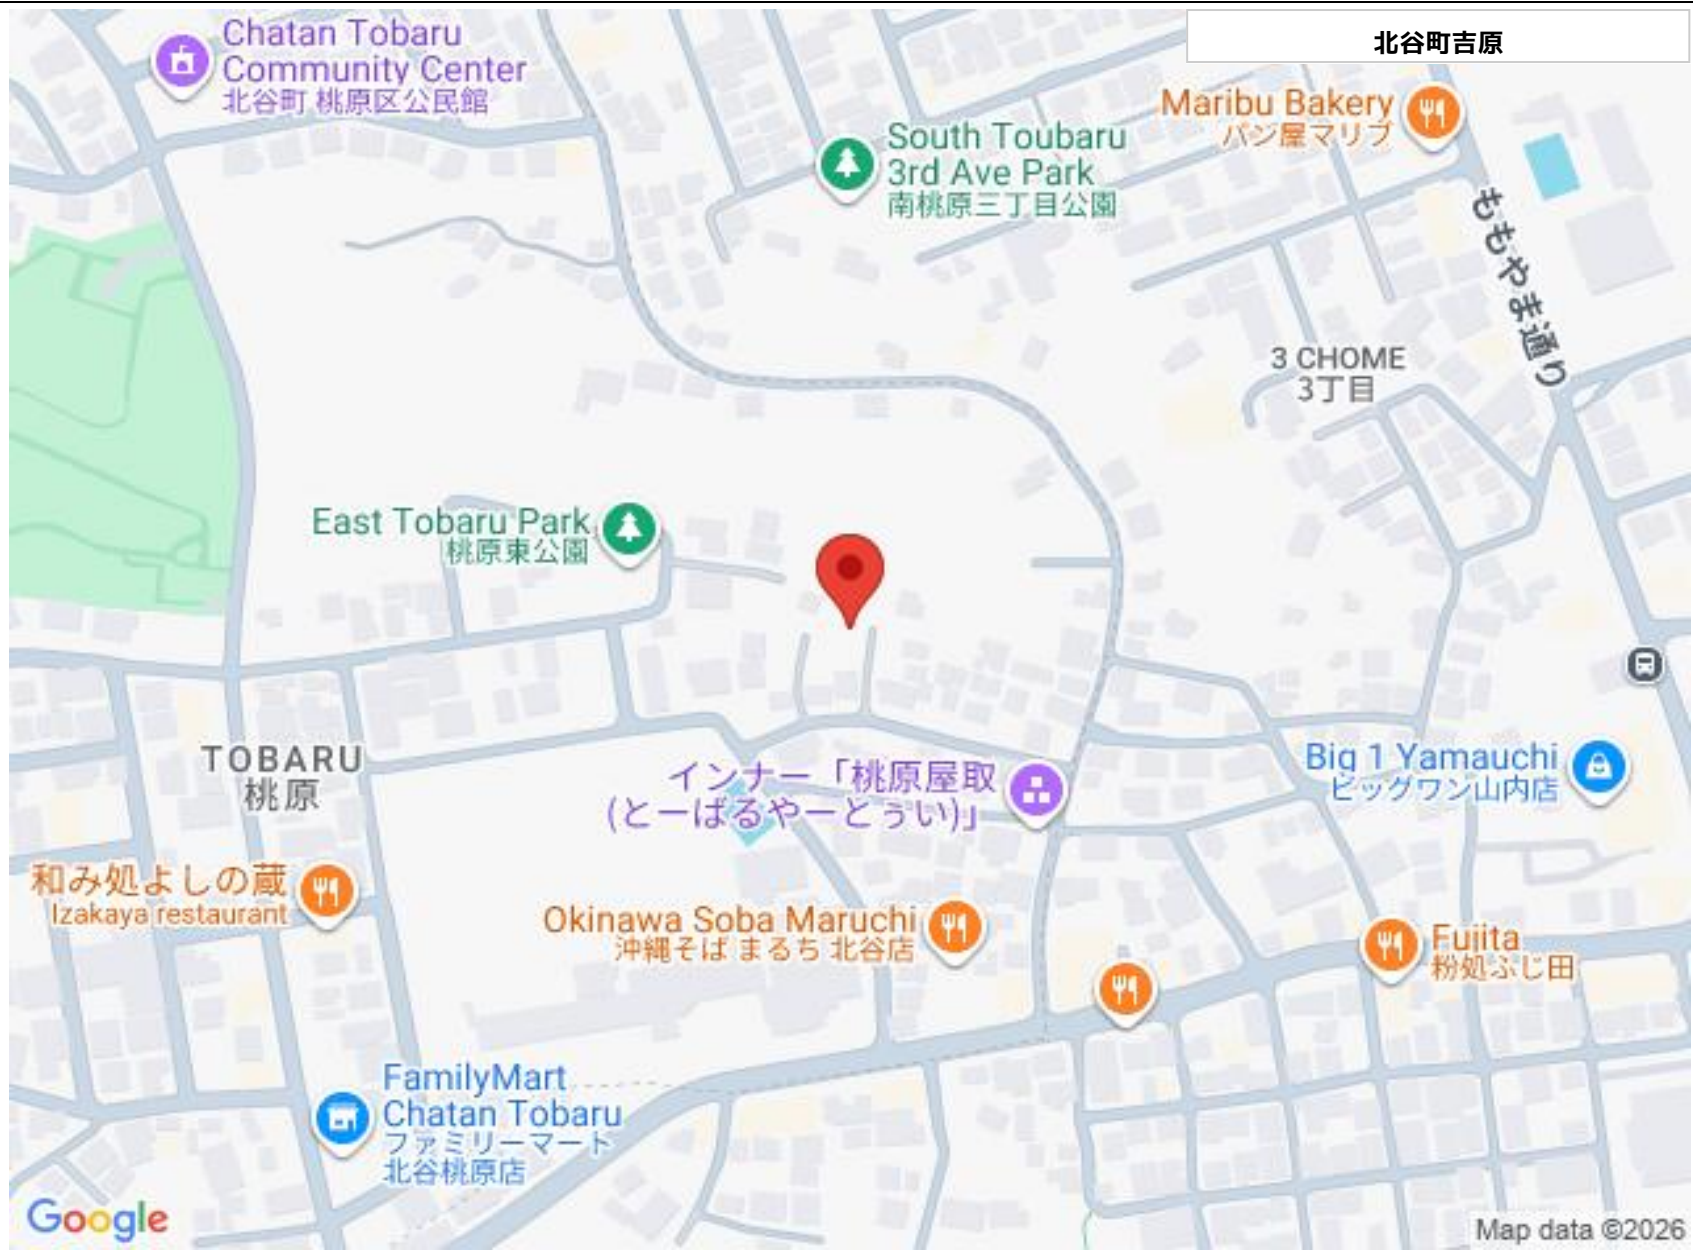 北谷町吉原
Chatan Tobaru
Community Center
北谷町 桃原区公民館
Maribu Bakery
パン屋マリブ
South Toubaru
3rd Ave Park
南桃原三丁目公園
ももやま通り
3 CHOME
3丁目
East Tobaru Park
桃原東公園
TOBARU
桃原
インナー「桃原屋取
(とーばるやーとぅい)」
Big 1 Yamauchi
ビッグワン山内店
和み処よしの蔵
Izakaya restaurant
Okinawa Soba Maruchi
沖縄そば まるち 北谷店
Fujita
粉処ふじ田
FamilyMart
Chatan Tobaru
ファミリーマート
北谷桃原店
Google
Map data ©2026